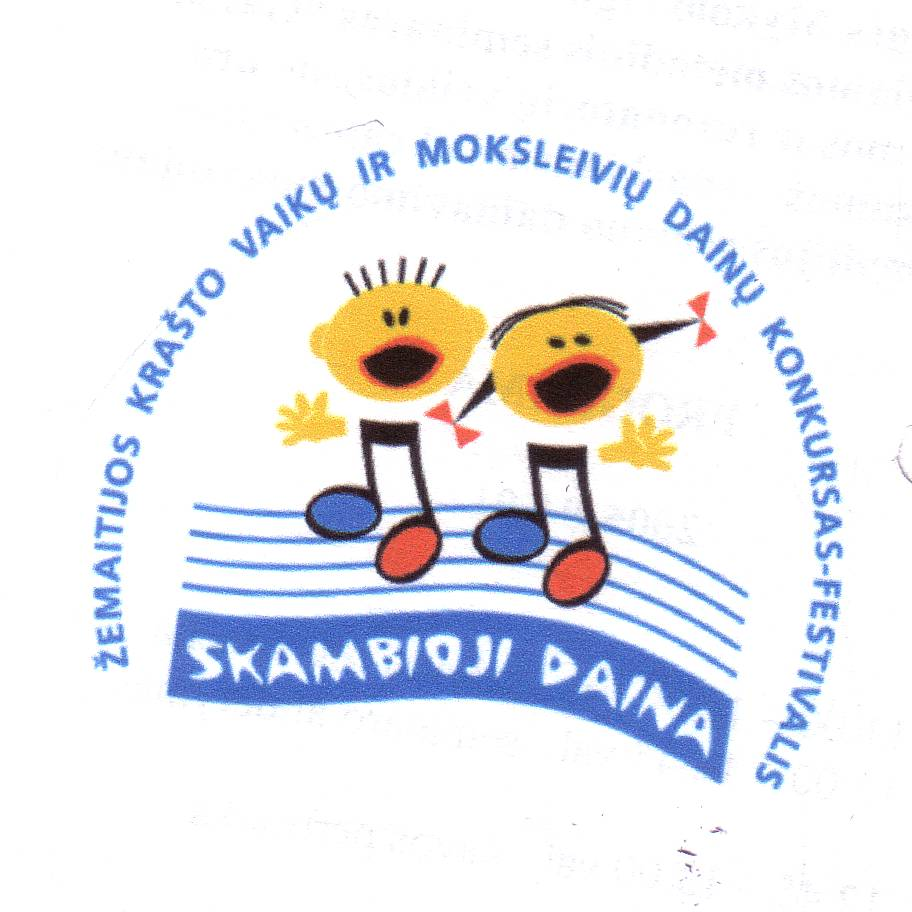 ŽEMAITIJOS KRAŠTO VAIKŲ IR MOKSLEIVIŲ DAINŲ KONKURSAS-FESTIVALIS
SKAMBIOJI DAINA